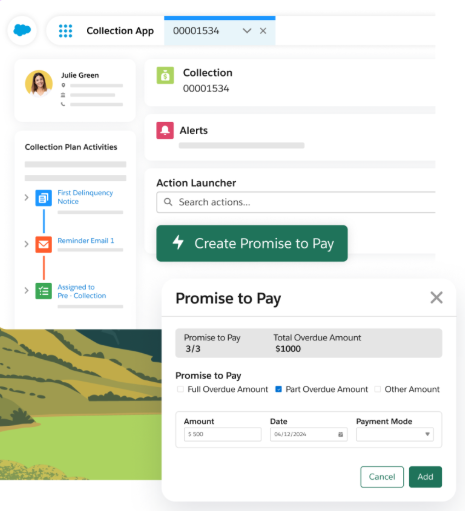 Collection App
00001534
Julie Green
Collection
00001534
Alerts
Collection Plan Activities
First Delinquency
Notice
Reminder Email 1
Assigned to
Pre - Collection
Action Launcher
Search actions...
Create Promise to Pay
Promise to Pay
Promise to Pay
3/3
Total Overdue Amount
$1000
Promise to Pay
Full Overdue Amount
Part Overdue Amount
Other Amount
Amount
Date
Payment Mode
$ 500
04/12/2024
Cancel
Add